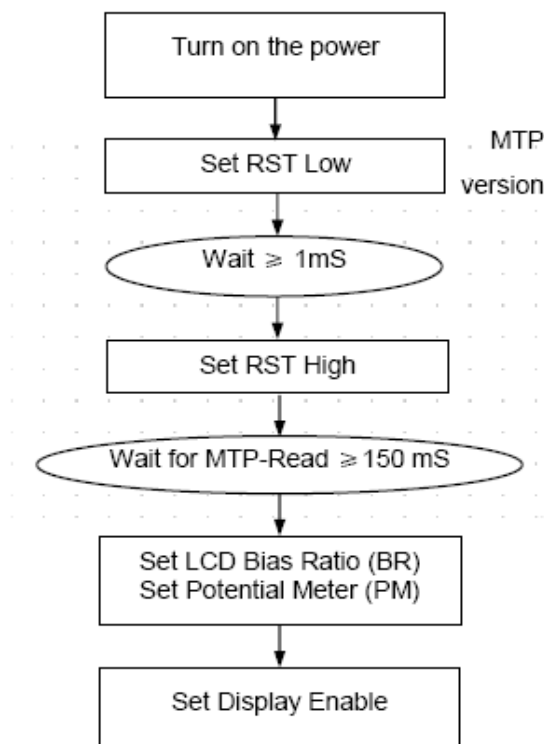 Turn on the power
MTP
Set RST Low
version
Wait ⩾ 1mS
Set RST High
Wait for MTP-Read ⩾150 mS
Set LCD Bias Ratio (BR)
Set Potential Meter (PM)
Set Display Enable